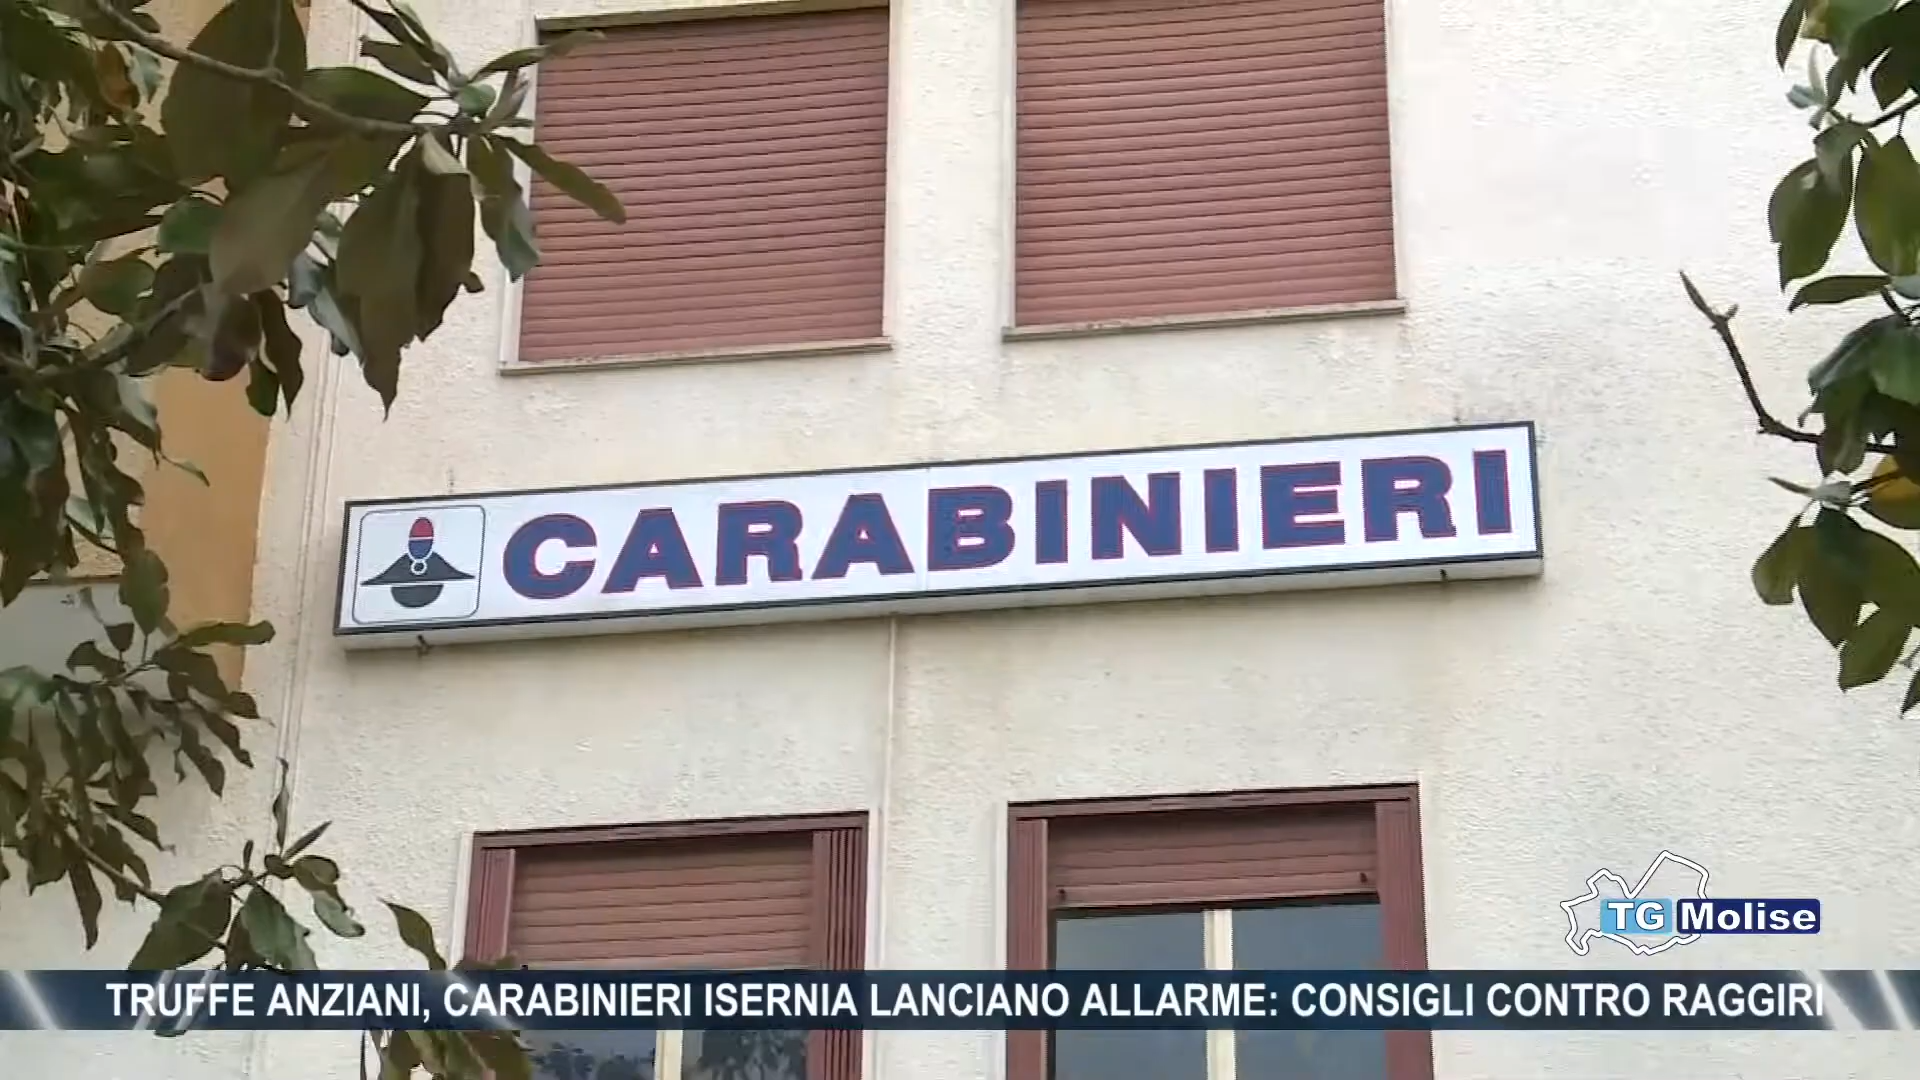 CARABINIERI
TG Molise
TRUFFE ANZIANI, CARABINIERI ISERNIA LANCIANO ALLARME: CONSIGLI CONTRO RAGGIRI